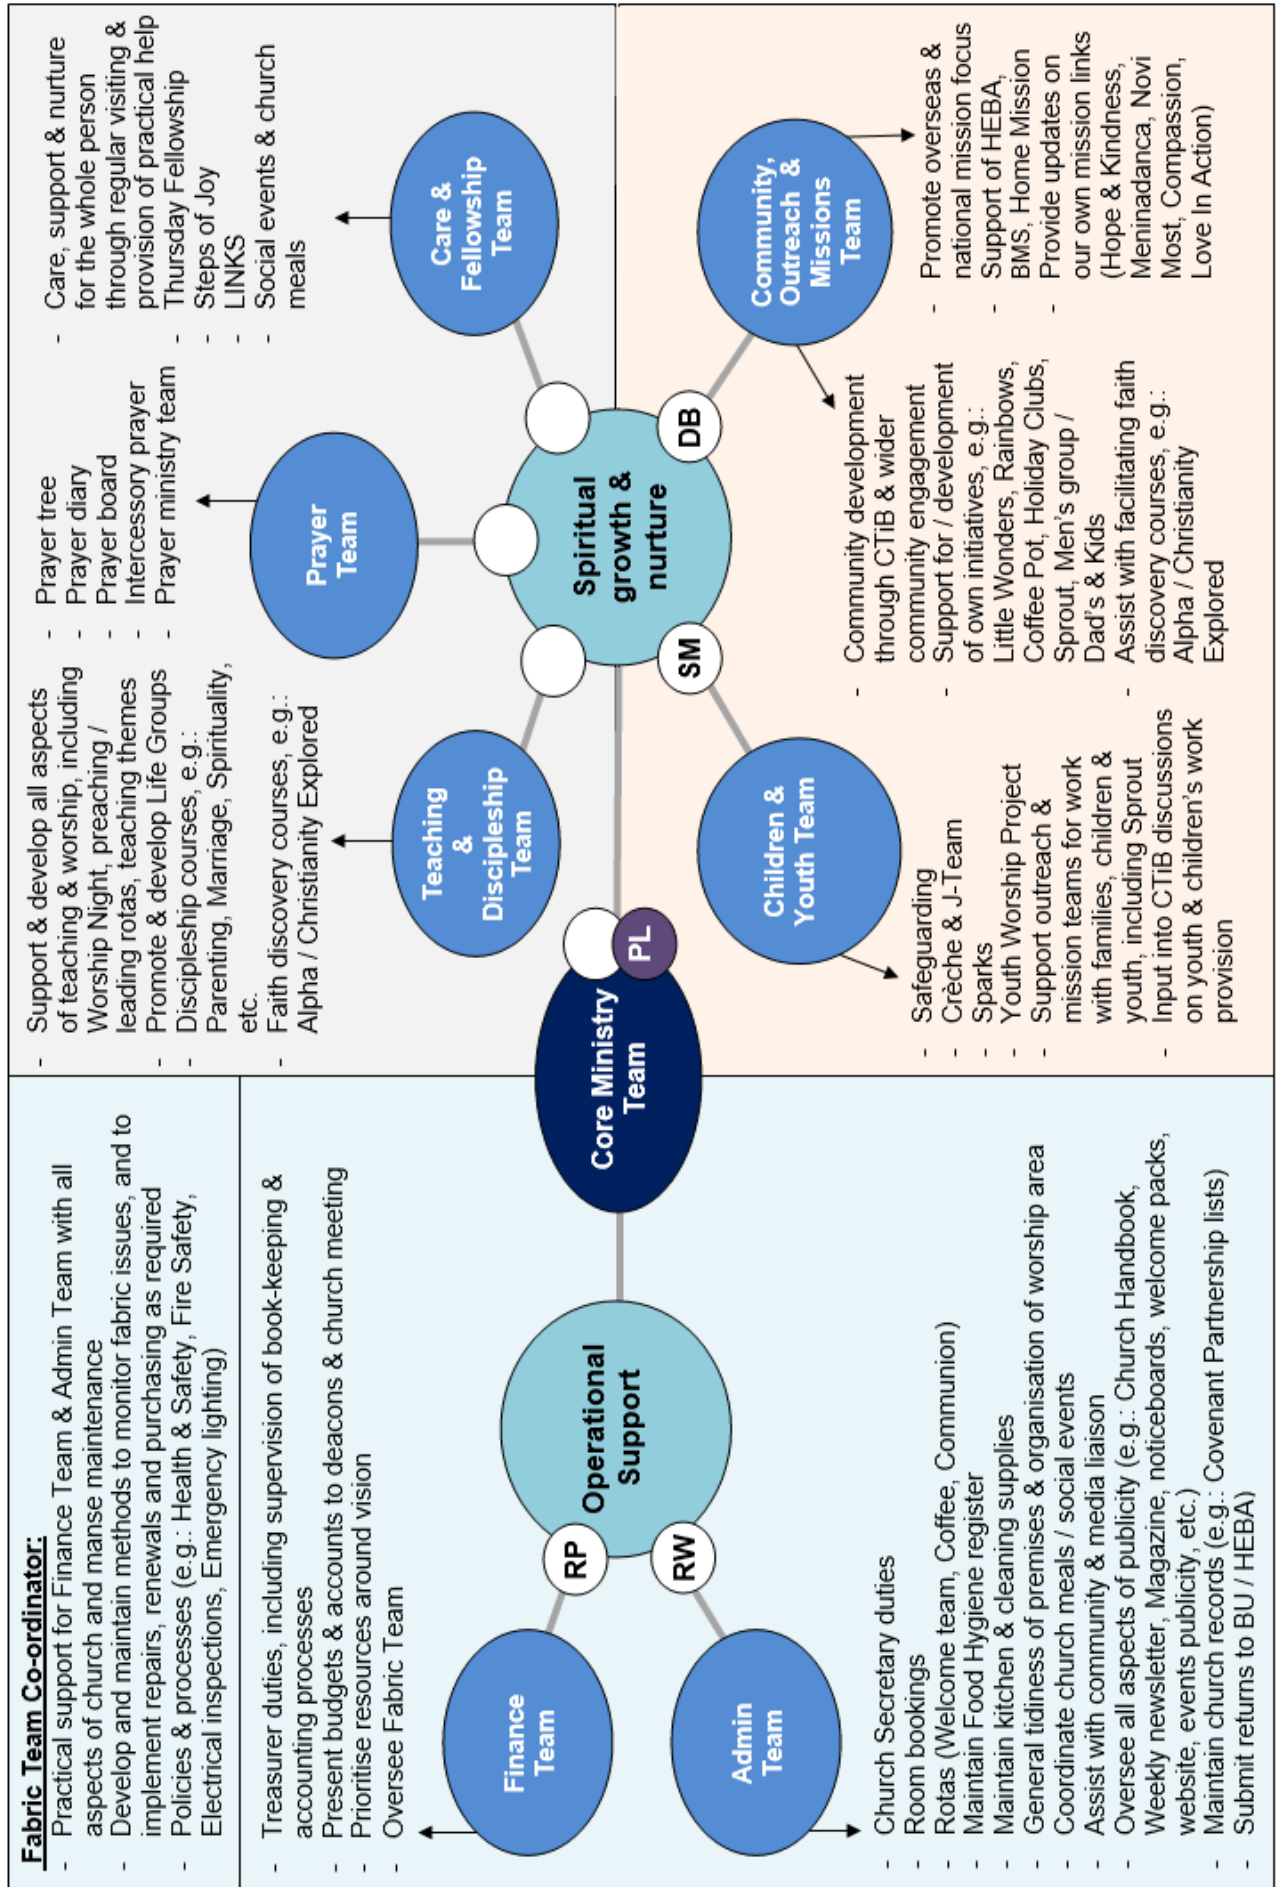 Fabric Team Co-ordinator:
- Practical support for Finance Team & Admin Team with all
aspects of church and manse maintenance
- Develop and maintain methods to monitor fabric issues, and to
implement repairs, renewals and purchasing as required
- Policies & processes (e.g.: Health & Safety, Fire Safety,
Electrical inspections, Emergency lighting)
- Treasurer duties, including supervision of book-keeping &
accounting processes
- Present budgets & accounts to deacons & church meeting
- Prioritise resources around vision
- Oversee Fabric Team
Finance
Team
RP
Operational
Support
RW
Admin
Team
- Church Secretary duties
- Room bookings
- Rotas (Welcome team, Coffee, Communion)
- Maintain Food Hygiene register
- Maintain kitchen & cleaning supplies
- General tidiness of premises & organisation of worship area
- Coordinate church meals / social events
- Assist with community & media liaison
- Oversee all aspects of publicity (e.g.: Church Handbook,
Weekly newsletter, Magazine, noticeboards, welcome packs,
website, events publicity, etc.)
- Maintain church records (e.g.: Covenant Partnership lists)
- Submit returns to BU / HEBA)
Core Ministry
Team
PL
- Support & develop all aspects
of teaching & worship, including
Worship Night, preaching /
leading rotas, teaching themes
- Promote & develop Life Groups
- Discipleship courses, e.g.:
Parenting, Marriage, Spirituality,
etc.
- Faith discovery courses, e.g.:
Alpha / Christianity Explored
Teaching
&
Discipleship
Team
- Prayer tree
- Prayer diary
- Prayer board
- Intercessory prayer
- Prayer ministry team
Prayer
Team
- Care, support & nurture
for the whole person
through regular visiting &
provision of practical help
- Thursday Fellowship
- Steps of Joy
- LINKS
- Social events & church
meals
Care &
Fellowship
Team
Spiritual
growth &
nurture
SM
DB
Children &
Youth Team
- Safeguarding
- Crèche & J-Team
- Sparks
- Youth Worship Project
- Support outreach &
mission teams for work
with families, children &
youth, including Sprout
- Input into CTiB discussions
on youth & children's work
provision
Community,
Outreach &
Missions
Team
- Community development
through CTiB & wider
community engagement
- Support for / development
of own initiatives, e.g.:
Little Wonders, Rainbows,
Coffee Pot, Holiday Clubs,
Sprout, Men's group /
Dad's & Kids
- Assist with facilitating faith
discovery courses, e.g.:
Alpha / Christianity
Explored
- Promote overseas &
national mission focus
- Support of HEBA,
BMS, Home Mission
- Provide updates on
our own mission links
(Hope & Kindness,
Meninadanca, Novi
Most, Compassion,
Love In Action)